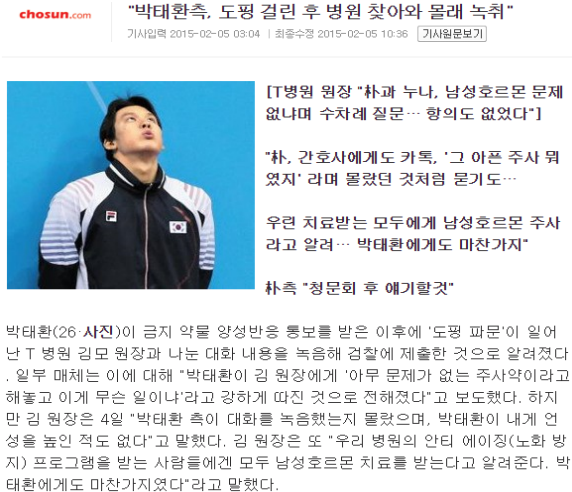 chosun.com
"박태환측, 도핑 걸린 후 병원 찾아와 몰래 녹취"
기사입력 2015-02-05 03:04 | 최종수정 2015-02-05 10:36 기사원문보기
[T병원 원장 "朴과 누나, 남성호르몬 문제
없냐며 수차례 질문… 항의도 없었다"]
"朴, 간호사에게도 카톡, '그 아픈 주사 뭐
였지' 라며 몰랐던 것처럼 묻기도…
우련 치료받는 모두에게 남성호르몬 주사
라고 알려… 박태환에게도 마찬가지"
朴측 "청문회 후 얘기할것"
FILA
박태환(26·사진)이 금지 약물 양성반응 통보를 받은 이후에 '도핑 파문'이 일어
난 T 병원 김모 원장과 나눈 대화 내용을 녹음해 검찰에 제출한 것으로 알려졌다
. 일부 매체는 이에 대해 "박태환이 김 원장에게 '아무 문제가 없는 주사약이라고
해놓고 이게 무슨 일이냐'라고 강하게 따진 것으로 전해졌다"고 보도했다. 하지
만 김 원장은 4일 "박태환 측이 대화를 녹음했는지 몰랐으며, 박태환이 내게 언
성을 높인 적도 없다"고 말했다. 김 원장은 또 "우리 병원의 안티 에이징(노화 방
지) 프로그램을 받는 사람들에겐 모두 남성호르몬 치료를 받는다고 알려준다. 박
태환에게도 마찬가지였다"라고 말했다.